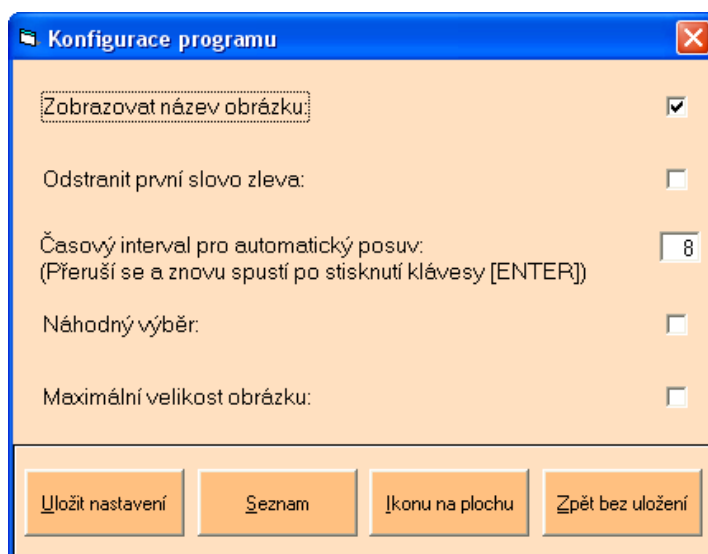 Konfigurace programu
Zobrazovat název obrázku:
Odstranit první slovo zleva:
Časový interval pro automatický posuv:
8
(Přeruší se a znovu spustí po stisknutí klávesy [ENTER])
Náhodný výběr:
Maximální velikost obrázku:
Uložit nastavení
Seznam
Ikonu na plochu
Zpět bez uložení